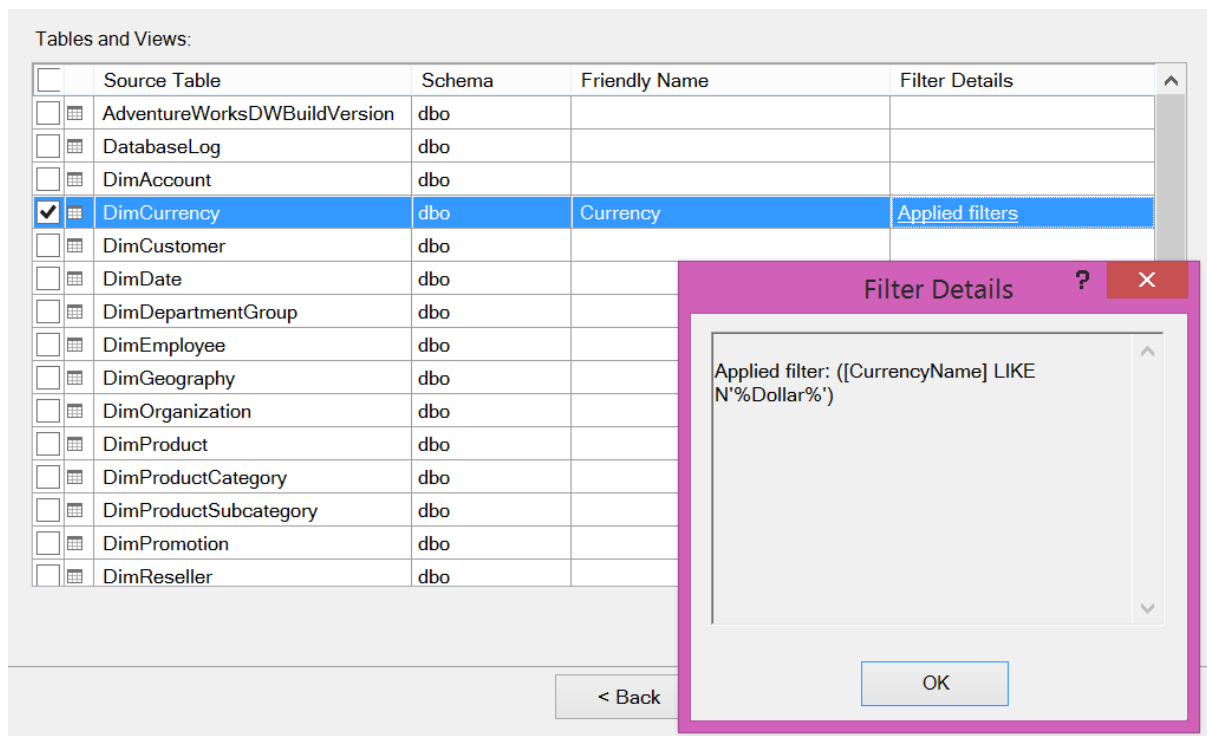 Tables and Views:
Source Table Schema Friendly Name Filter Details
AdventureWorksDWBuildVersion dbo
DatabaseLog dbo
DimAccount dbo
DimCurrency dbo Currency Applied filters
DimCustomer dbo
DimDate dbo
DimDepartmentGroup dbo
DimEmployee dbo
DimGeography dbo
DimOrganization dbo
DimProduct dbo
DimProductCategory dbo
DimProductSubcategory dbo
DimPromotion dbo
DimReseller dbo
< Back
Filter Details ?
Applied filter: ([CurrencyName] LIKE
N'%Dollar%')
OK